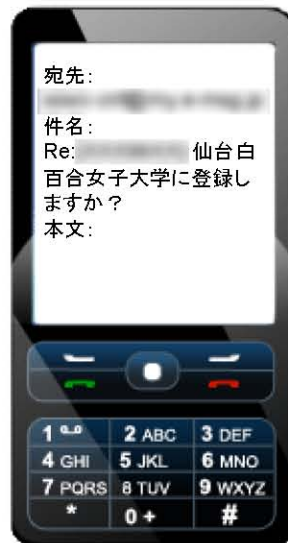 宛先:
件名:
Re: 仙台白
百合女子大学に登録し
ますか？
本文:
1 2 ABC 3 DEF
4 GHI 5 JKL 6 MNO
7 PQRS 8 TUV 9 WXYZ
* 0 + #